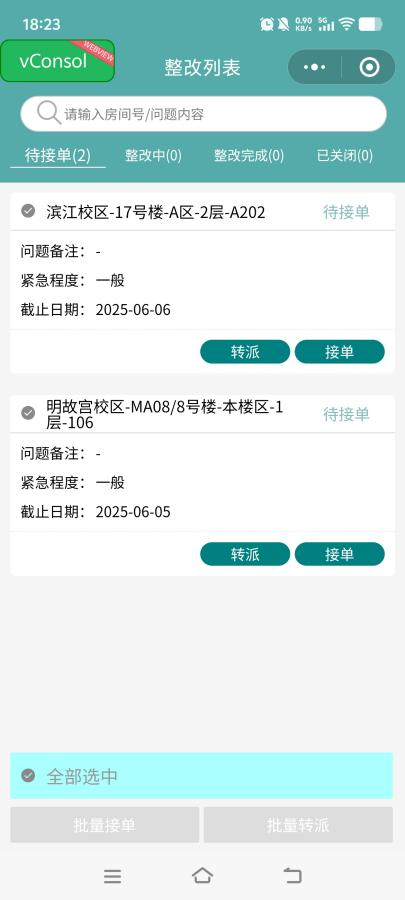 18:23
0.90 KB/s 5G
vConsol
WEBVIEW
整改列表
请输入房间号/问题内容
待接单(2) 整改中(0) 整改完成(0) 已关闭(0)
滨江校区-17号楼-A区-2层-A202 待接单
问题备注： -
紧急程度： 一般
截止日期： 2025-06-06
转派 接单
明故宫校区-MA08/8号楼-本楼区-1
层-106
待接单
问题备注： -
紧急程度： 一般
截止日期： 2025-06-05
转派 接单
全部选中
批量接单 批量转派